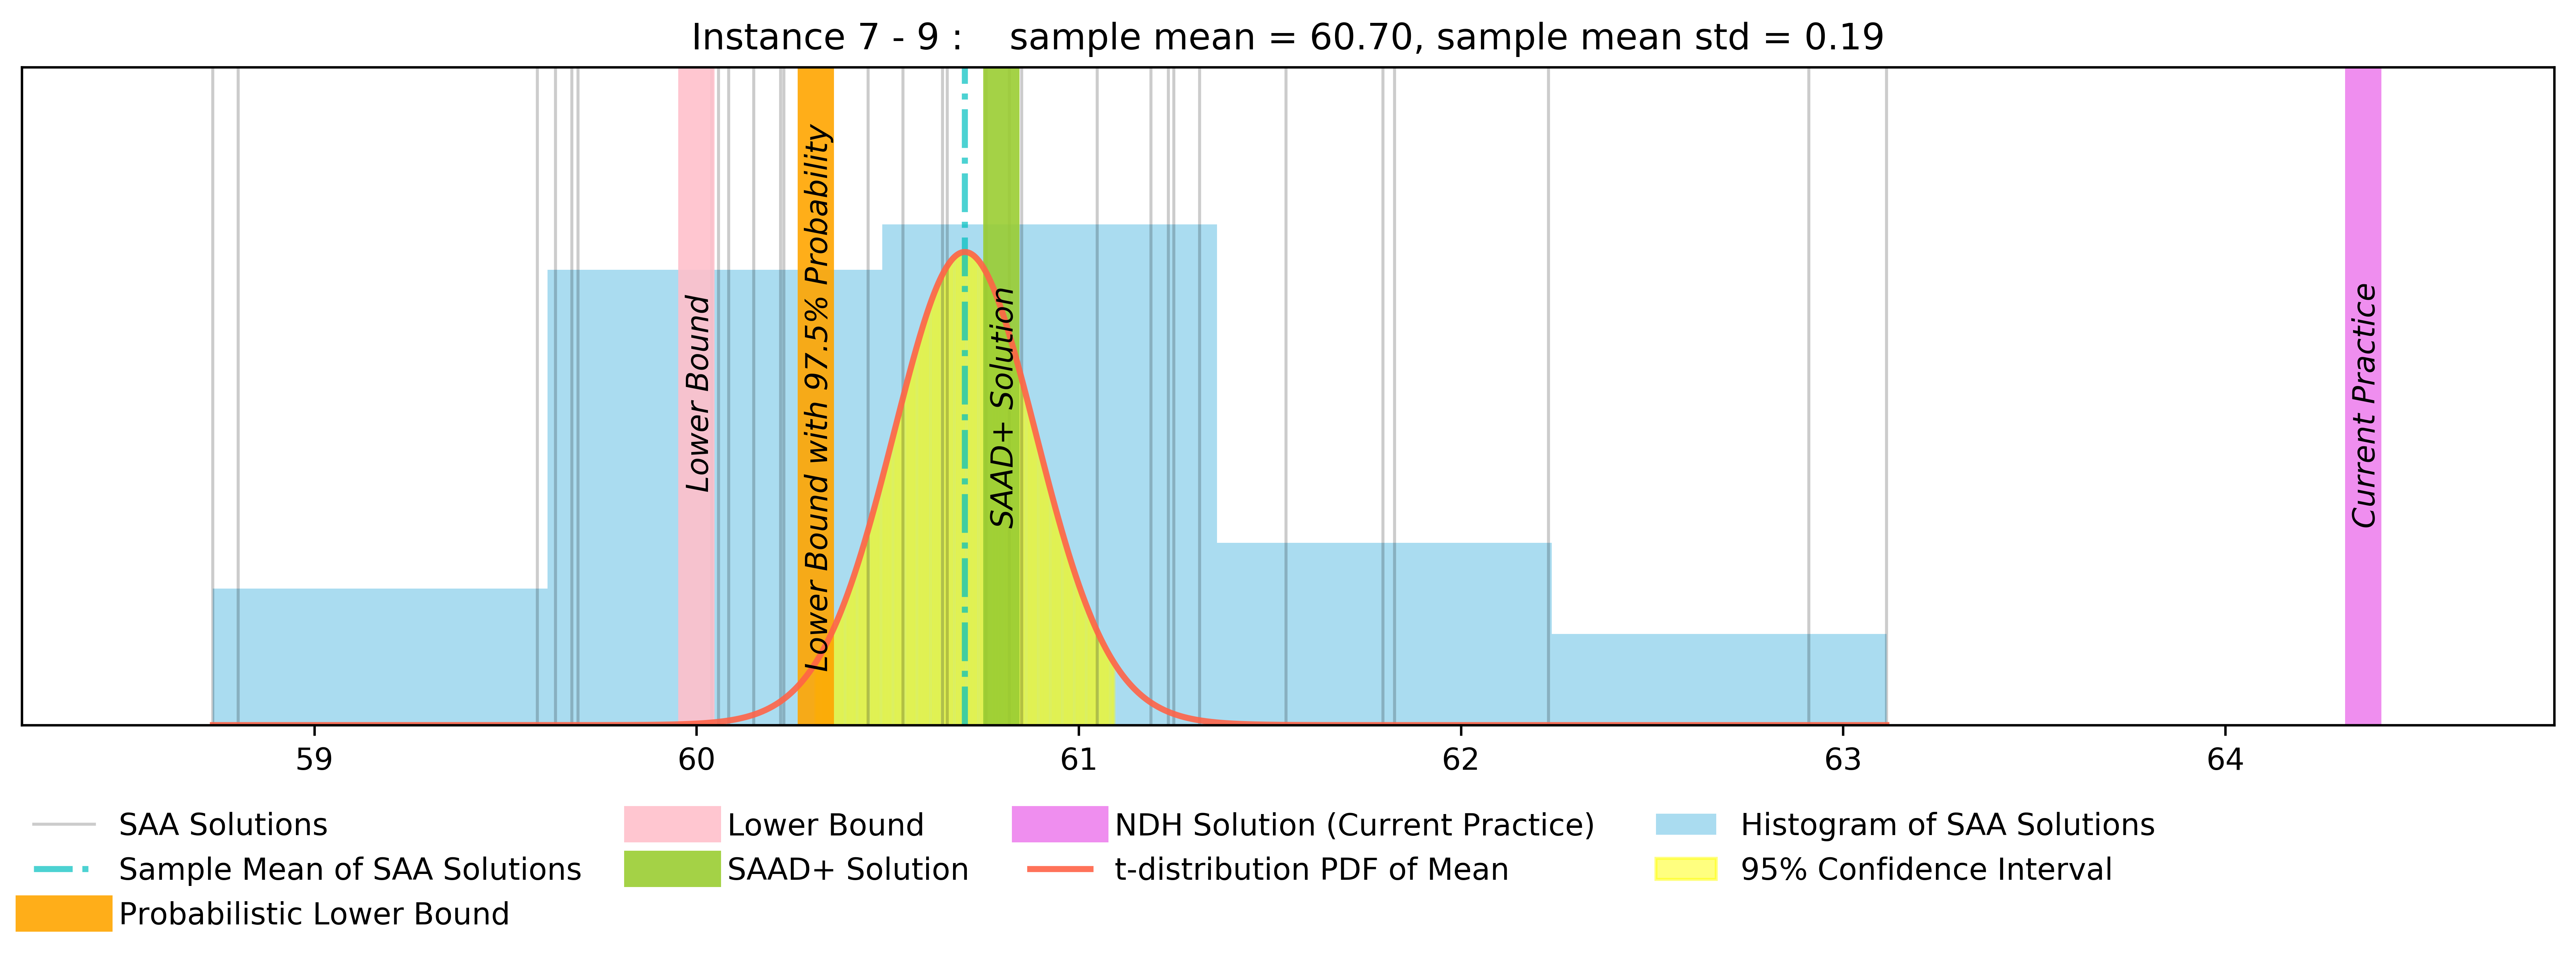 Instance 7 - 9 : sample mean = 60.70, sample mean std = 0.19
Lower Bound
Lower Bound with 97.5% Probability
SAAD+ Solution
Current Practice
59 60 61 62 63 64
SAA Solutions
Sample Mean of SAA Solutions
Probabilistic Lower Bound
Lower Bound
SAAD+ Solution
NDH Solution (Current Practice)
t-distribution PDF of Mean
Histogram of SAA Solutions
95% Confidence Interval